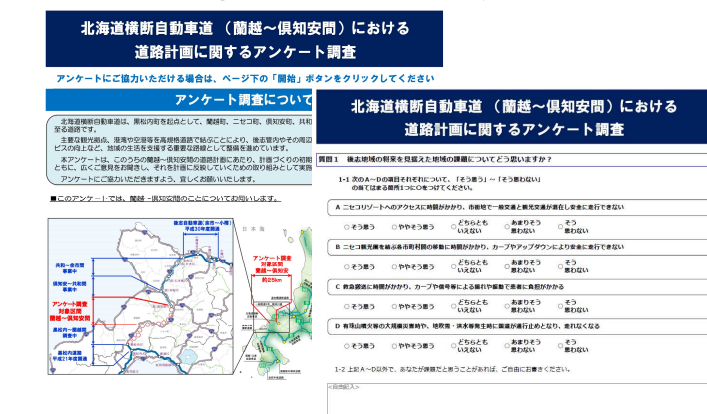 北海道横断自動車道 （蘭越～倶知安間）における
道路計画に関するアンケート調査
アンケートにご協力いただける場合は、ページ下の「開始」ボタンをクリックしてください
アンケート調査について
北海道横断自動車道は、黒松内町を起点として、蘭越町、ニセコ町、倶知安町、共和
至る道路です。
主要な観光拠点、港湾や空港等を高規格道路で結ぶことにより、後志管内やその周辺
ビスの向上など、地域の生活を支援する重要な路線として整備を進めています。
本アンケートは、このうちの蘭越～倶知安間の道路計画にあたり、計画づくりの初期
ともに、広くご意見をお聞きし、それを計画に反映していくための取り組みとして実施
アンケートにご協力いただきますよう、宜しくお願いいたします。
■このアンケートでは、蘭越～倶知安間のことについてお伺いします。
後志自動車道(余市～小樽)
平成30年度開通
日本海
共和～余市間
事業中
倶知安～共和間
事業中
アンケート調査
対象区間
蘭越～倶知安間
黒松内～蘭越間
調査中
黒松内道路
平成21年度開通
アンケート調査
対象区間
蘭越～倶知安
約25km
北海道横断自動車道 （蘭越～倶知安間）における
道路計画に関するアンケート調査
質問１ 後志地域の将来を見据えた地域の課題についてどう思いますか？
1-1 次のA～Dの項目それぞれについて、「そう思う」～「そう思わない」
の当てはまる箇所1つに○をつけてください。
A ニセコリゾートへのアクセスに時間がかかり、市街地で一般交通と観光交通が混在し安全に走行できない
○そう思う ○ややそう思う ○どちらともいえない ○あまりそう思わない ○そう思わない
B ニセコ観光圏を結ぶ各市町村間の移動に時間がかかり、カーブやアップダウンにより安全に走行できない
○そう思う ○ややそう思う ○どちらともいえない ○あまりそう思わない ○そう思わない
C 救急搬送に時間がかかり、カーブや信号等による揺れや振動で患者に負担がかかる
○そう思う ○ややそう思う ○どちらともいえない ○あまりそう思わない ○そう思わない
D 有珠山噴火等の大規模災害時や、地吹雪・洪水等発生時に国道が通行止めとなり、走れなくなる
○そう思う ○ややそう思う ○どちらともいえない ○あまりそう思わない ○そう思わない
1-2 上記A～D以外で、あなたが課題だと思うことがあれば、ご自由にお書きください。
<自由記入>